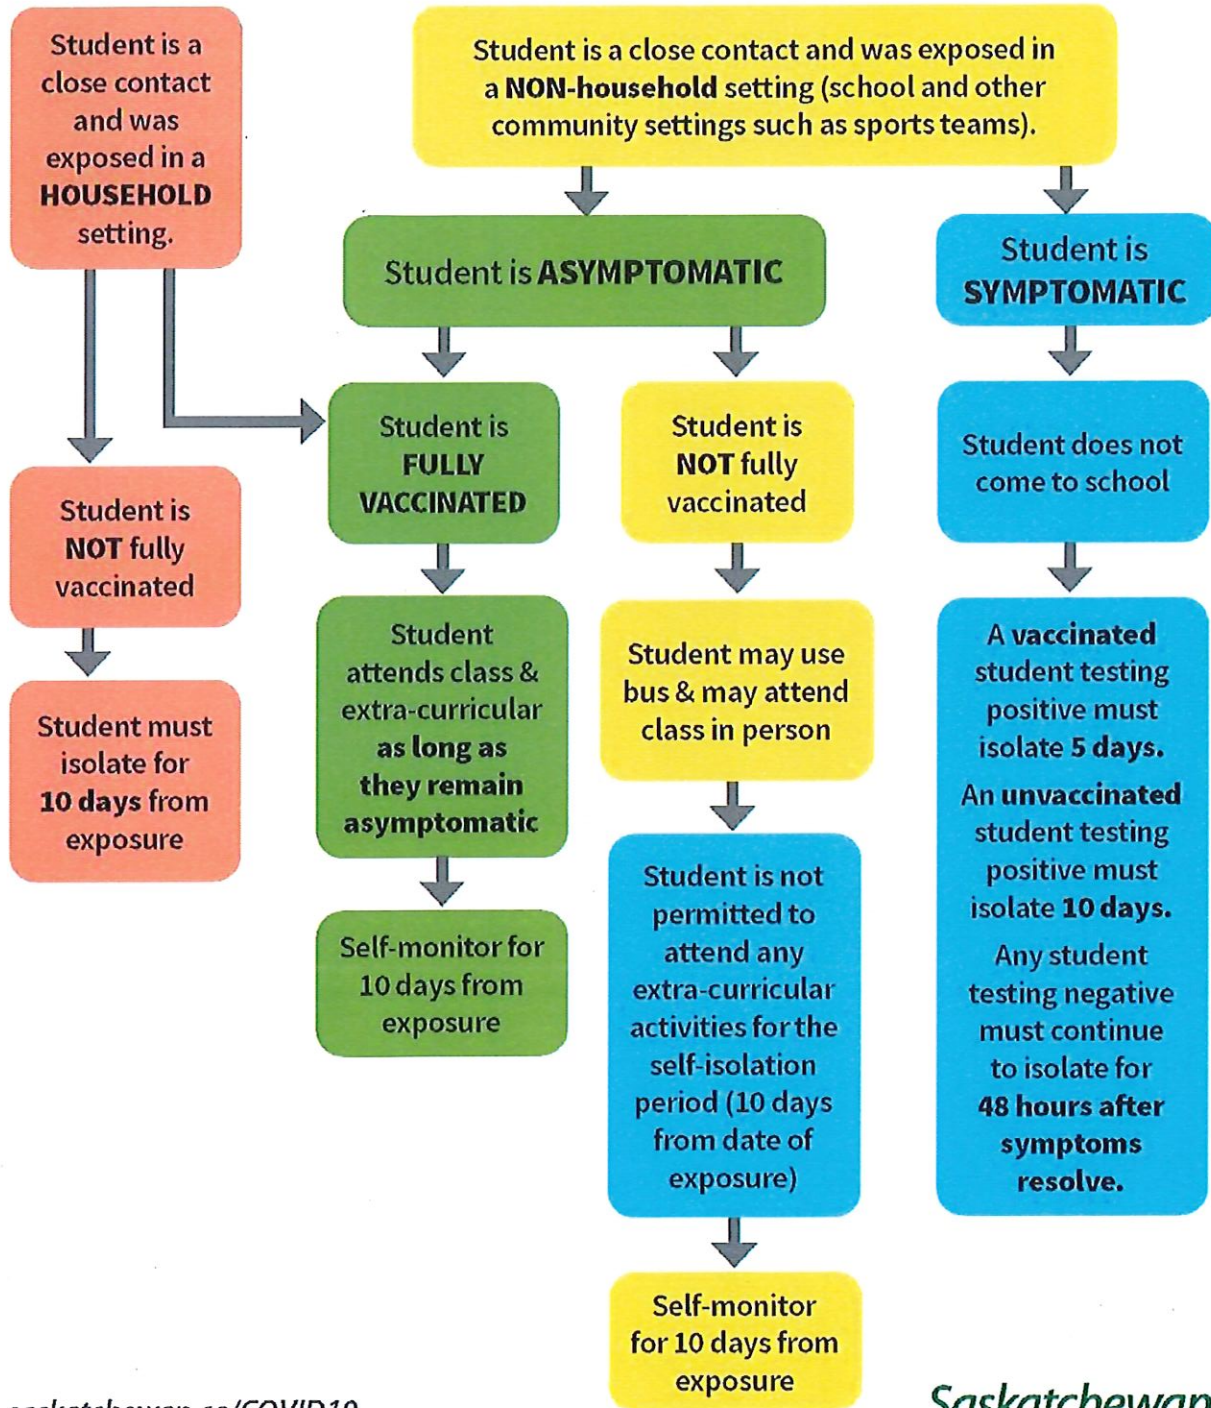 Student is a
close contact
and was
exposed in a
HOUSEHOLD
setting.
Student is a close contact and was exposed in
a NON-household setting (school and other
community settings such as sports teams).
Student is ASYMPTOMATIC
Student is
SYMPTOMATIC
Student is
NOT fully
vaccinated
Student must
isolate for
10 days from
exposure
Student is
FULLY
VACCINATED
Student
attends class &
extra-curricular
as long as
they remain
asymptomatic
Self-monitor for
10 days from
exposure
Student is
NOT fully
vaccinated
Student may use
bus & may attend
class in person
Student is not
permitted to
attend any
extra-curricular
activities for the
self-isolation
period (10 days
from date of
exposure)
Self-monitor
for 10 days from
exposure
Student does not
come to school
A vaccinated
student testing
positive must
isolate 5 days.
An unvaccinated
student testing
positive must
isolate 10 days.
Any student
testing negative
must continue
to isolate for
48 hours after
symptoms
resolve.
saskatchewan.ca/COVID19
Saskatchewan